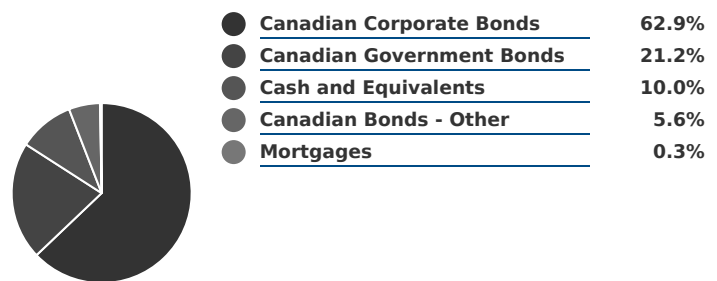 Canadian Corporate Bonds 62.9%
Canadian Government Bonds 21.2%
Cash and Equivalents 10.0%
Canadian Bonds - Other 5.6%
Mortgages 0.3%